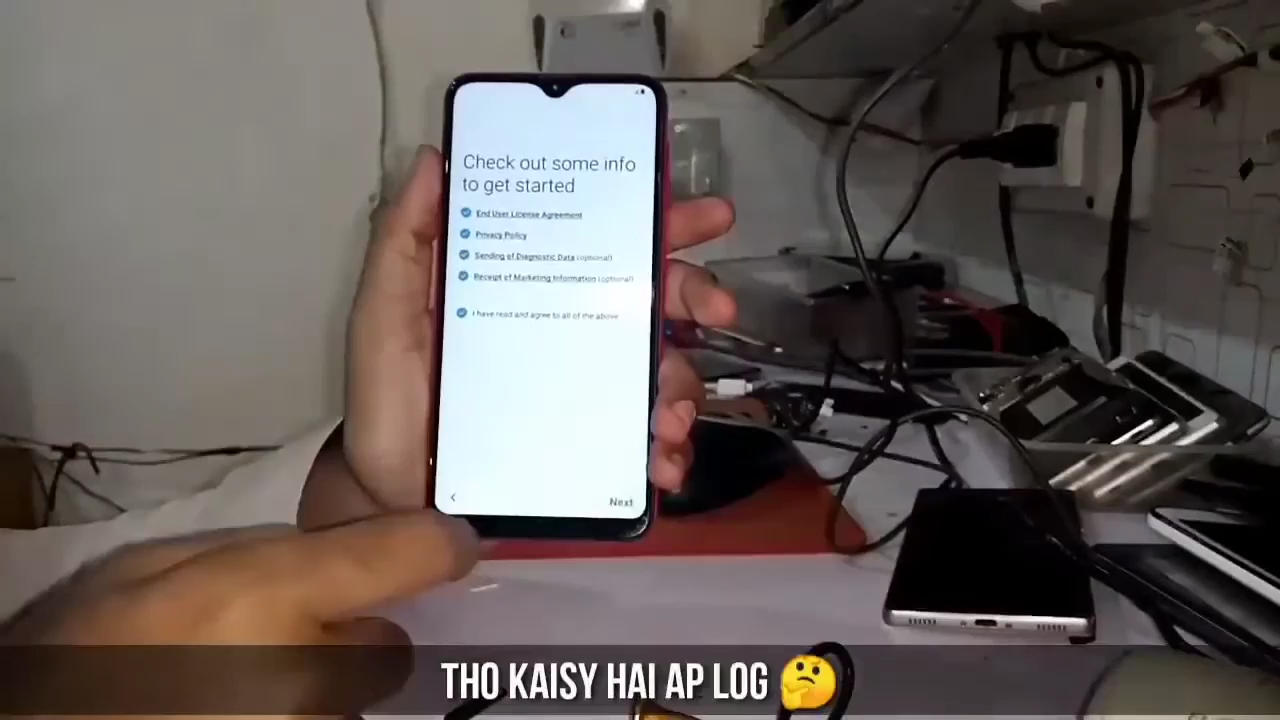 Check out some info
to get started
End User License Agreement
Privacy Policy
Sending of Diagnostic Data (optional)
Receipt of Marketing Information (optional)
I have read and agree to all of the above
Next
THO KAISY HAI AP LOG 🤔